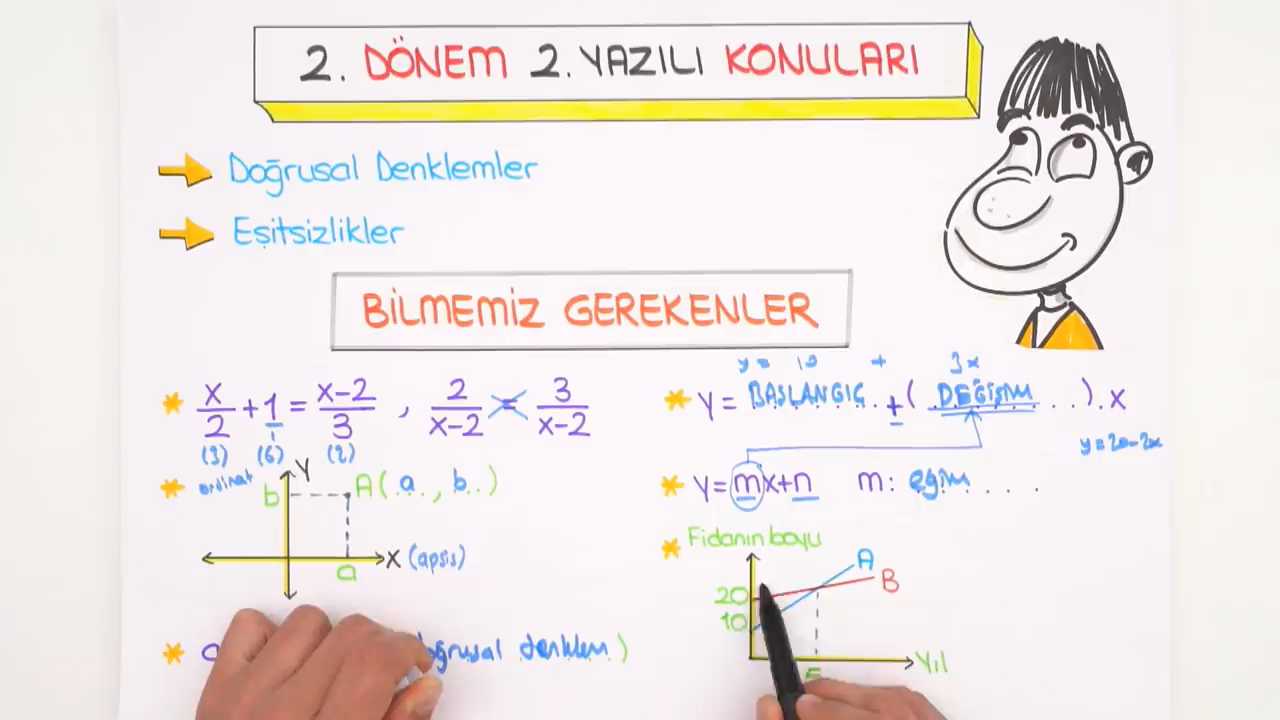 2. DÖNEM 2. YAZILI KONULARI
Doğrusal Denklemler
Eşitsizlikler
BİLMEMİZ GEREKENLER
* x/2 + 1 = x-2/3 , 2/x-2 = 3/x-2
(3) (6) (2)
* ordinat Y
b A(a, b)
X (apsis)
a
doğrusal denklem)
y = 10 + 3x
* Y = BAŞLANGIÇ + ( DEĞİŞİM ) . X
y=20-2x
* Y = mx+n m: eğim . . . .
* Fidanın boyu
A
B
20
10
Yıl